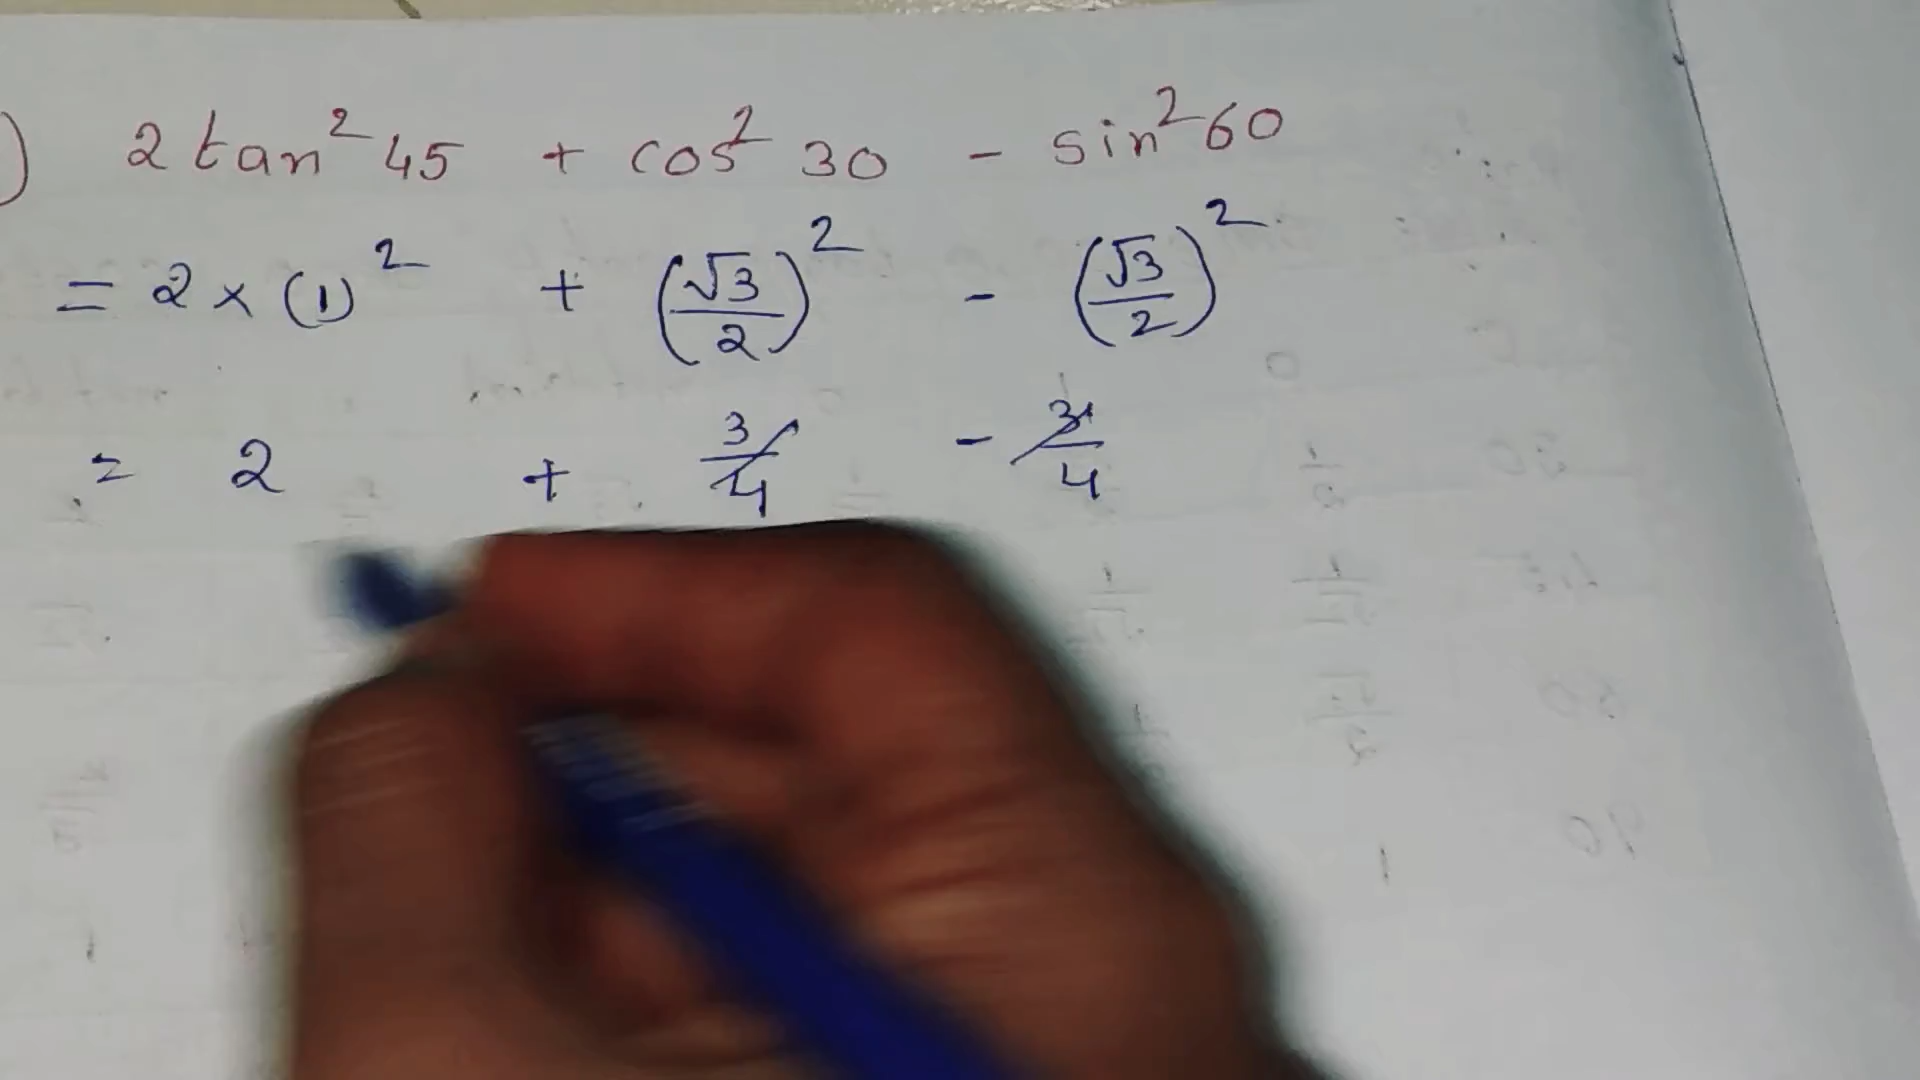 ) 2 tan² 45 + cos² 30 - sin² 60
= 2 × (1)² + (√3/2)² - (√3/2)²
= 2 + 3/4 - 3/4